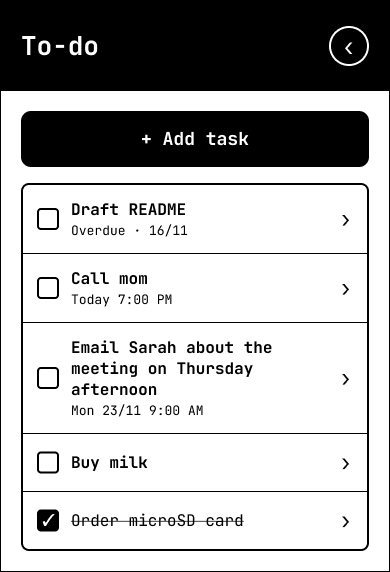 To-do
‹
+ Add task
Draft README
Overdue · 16/11
›
Call mom
Today 7:00 PM
›
Email Sarah about the
meeting on Thursday
afternoon
Mon 23/11 9:00 AM
›
Buy milk
›
✓ Order microSD card
›